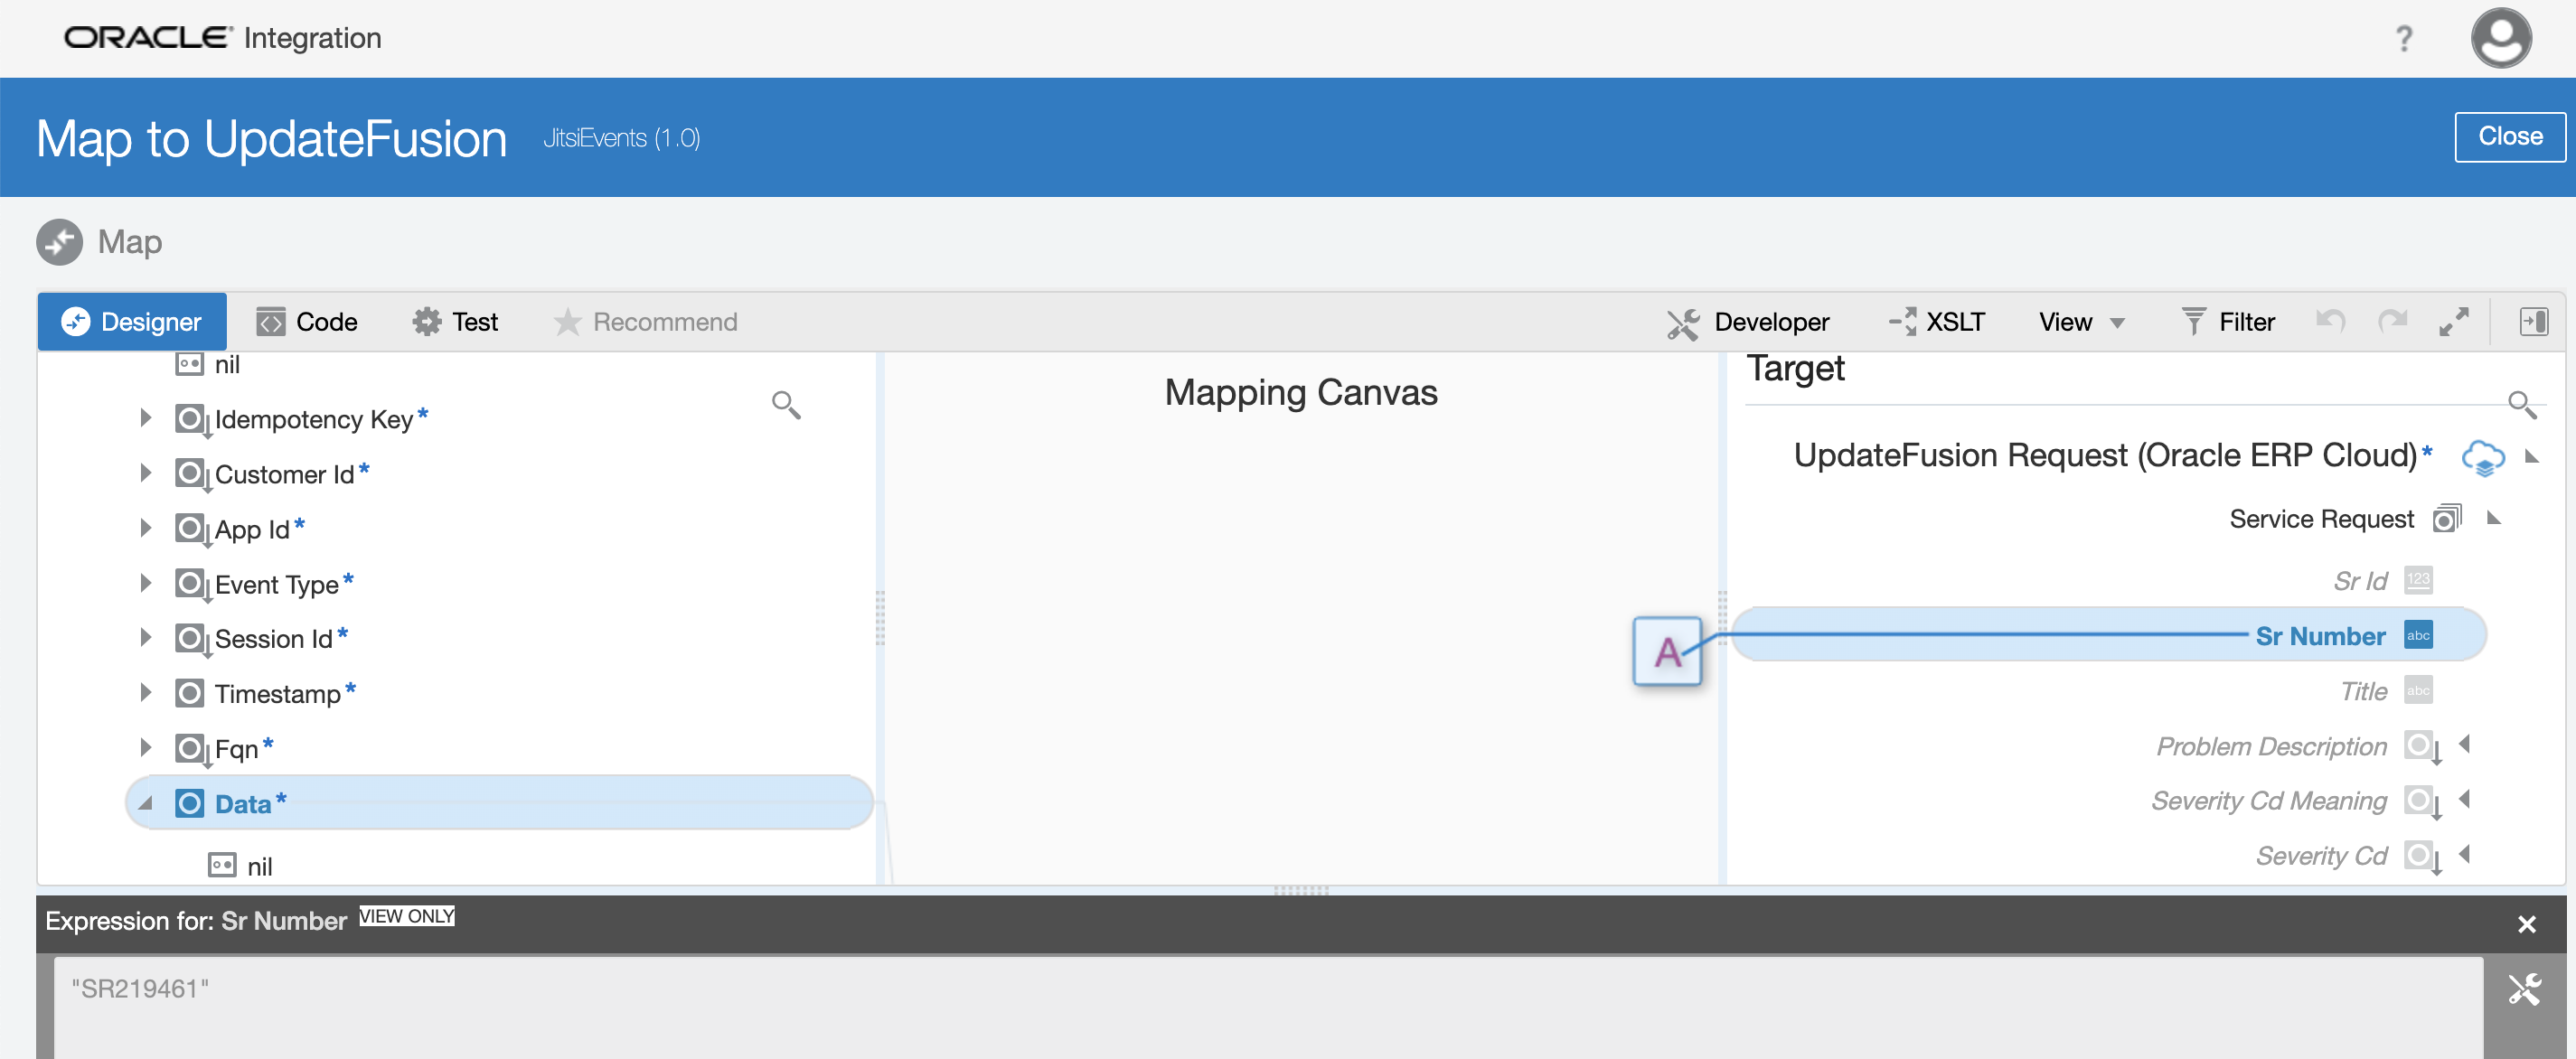 ORACLE Integration
?
Map to UpdateFusion JitsiEvents (1.0)
Close
Map
Designer Code Test Recommend Developer XSLT View Filter
nil
Idempotency Key*
Customer Id*
App Id*
Event Type*
Session Id*
Timestamp*
Fqn*
Data*
nil
Mapping Canvas
A
Target
UpdateFusion Request (Oracle ERP Cloud)*
Service Request
Sr Id 123
Sr Number abc
Title abc
Problem Description
Severity Cd Meaning
Severity Cd
Expression for: Sr Number VIEW ONLY
"SR219461"